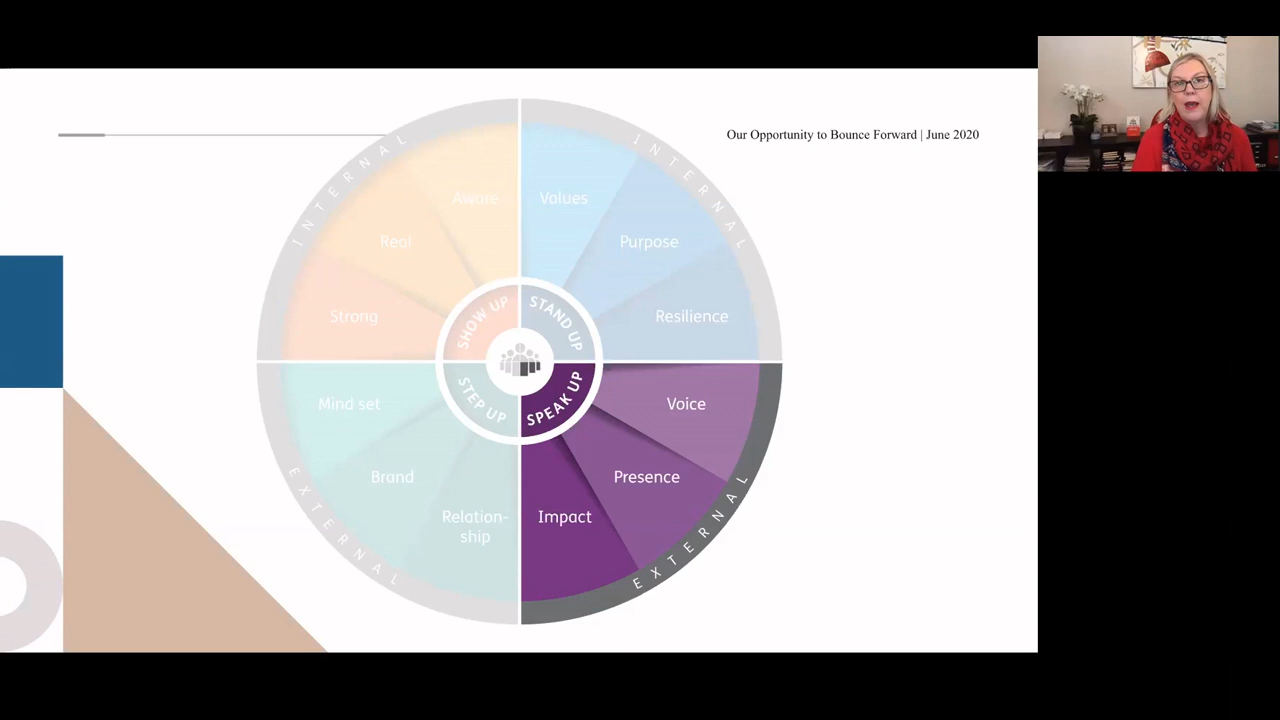 Our Opportunity to Bounce Forward | June 2020
INTERNAL
INTERNAL
Aware
Values
Real
Purpose
Strong
Resilience
SHOW UP
STAND UP
STEP UP
SPEAK UP
Mind set
Voice
Brand
Presence
Relation-
ship
Impact
EXTERNAL
EXTERNAL